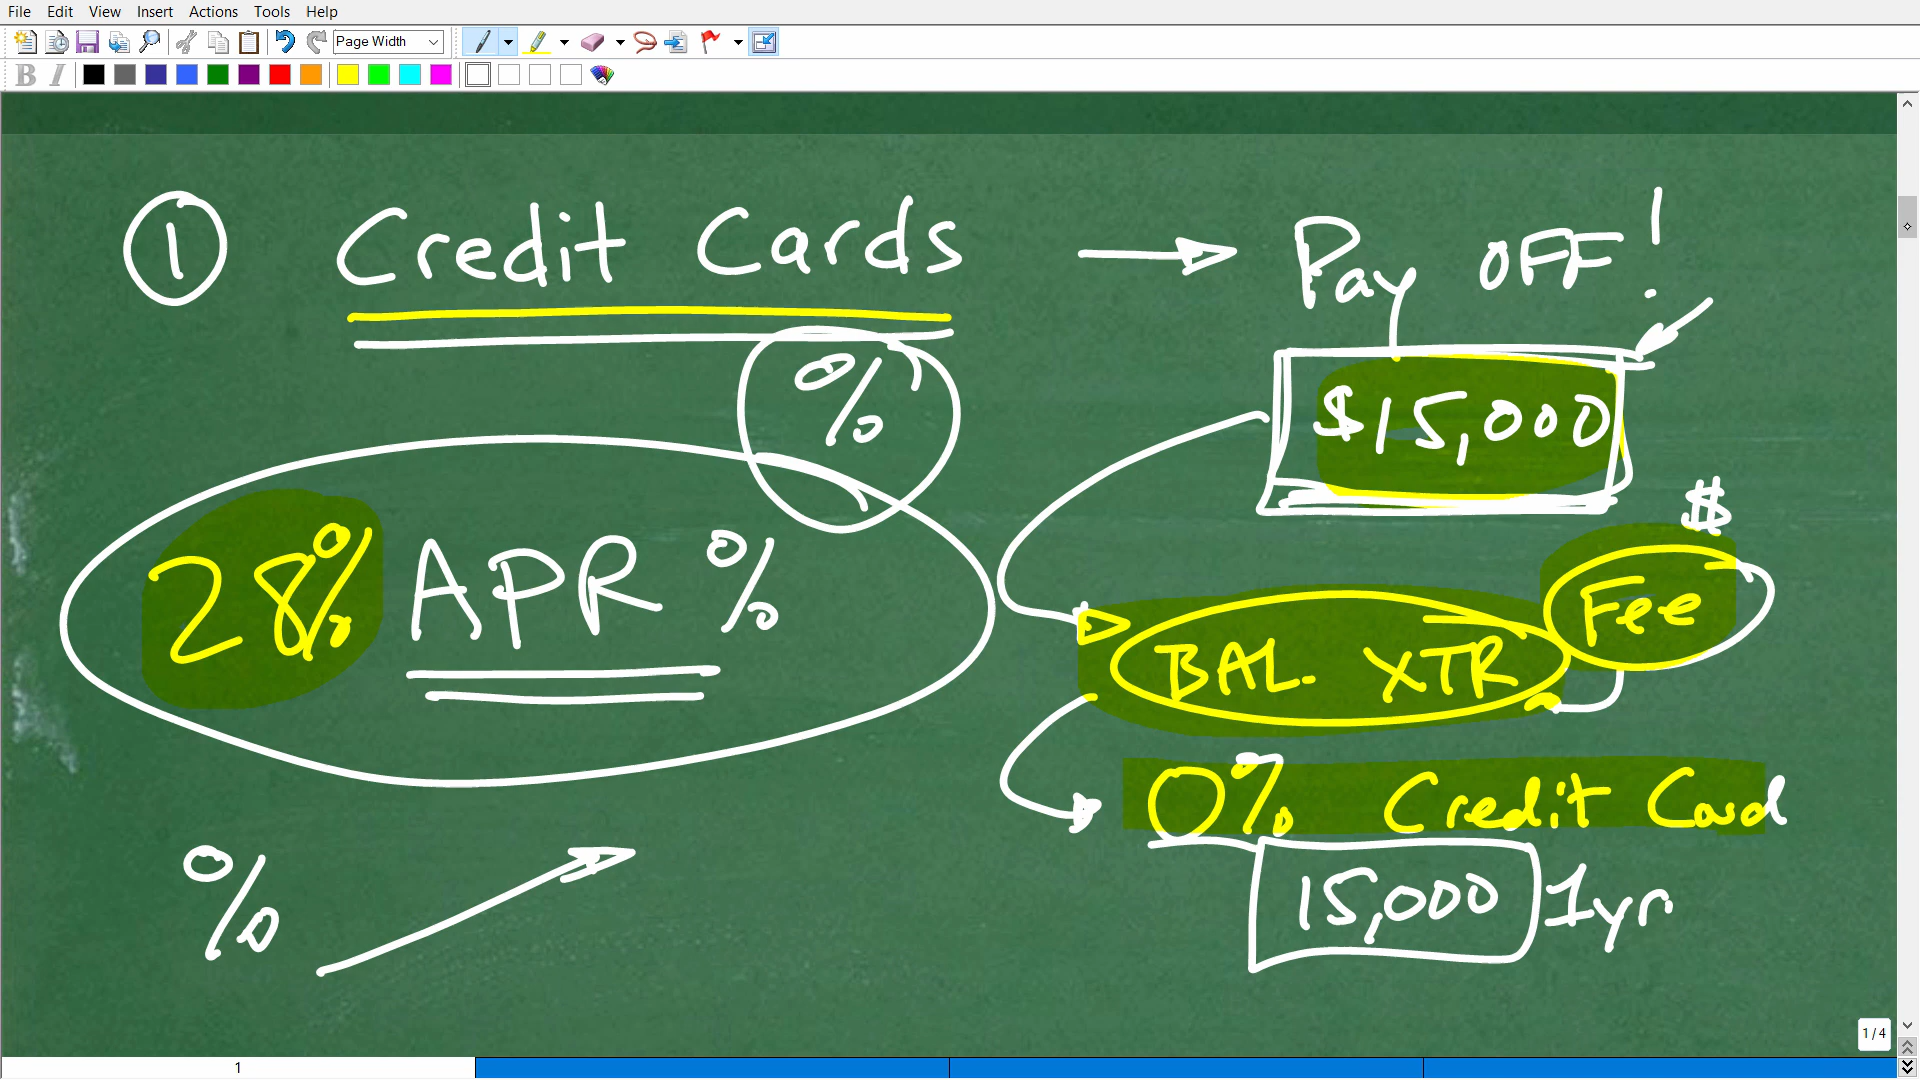 File Edit View Insert Actions Tools Help
Page Width
B I
1 Credit Cards → Pay OFF!
%
$15,000
$
28% APR %
Fee
BAL. XTR
0% Credit Card
%
15,000 1yr
1 / 4
1